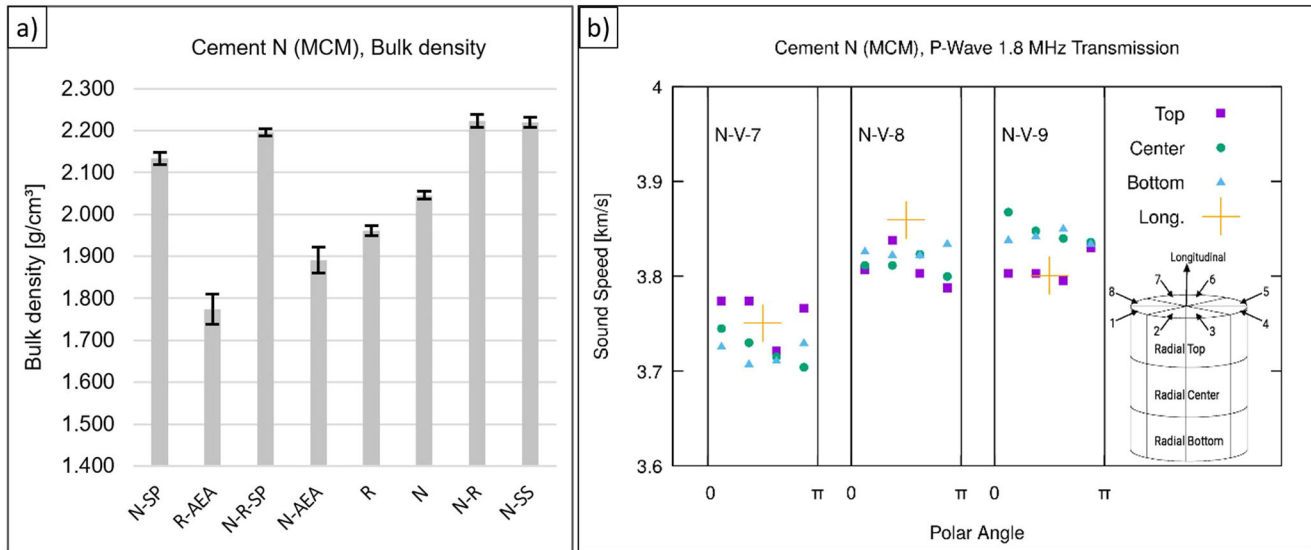 a)
Cement N (MCM), Bulk density
Bulk density [g/cm³]
2.300
2.200
2.100
2.000
1.900
1.800
1.700
1.600
1.500
1.400
N-SP
R-AEA
N-R-SP
N-AEA
R
N
N-R
N-SS
b)
Cement N (MCM), P-Wave 1.8 MHz Transmission
Sound Speed [km/s]
4
3.9
3.8
3.7
3.6
N-V-7
N-V-8
N-V-9
Top
Center
Bottom
Long.
Longitudinal
7
6
8
5
1
2
3
4
Radial Top
Radial Center
Radial Bottom
0
π
0
π
0
π
Polar Angle